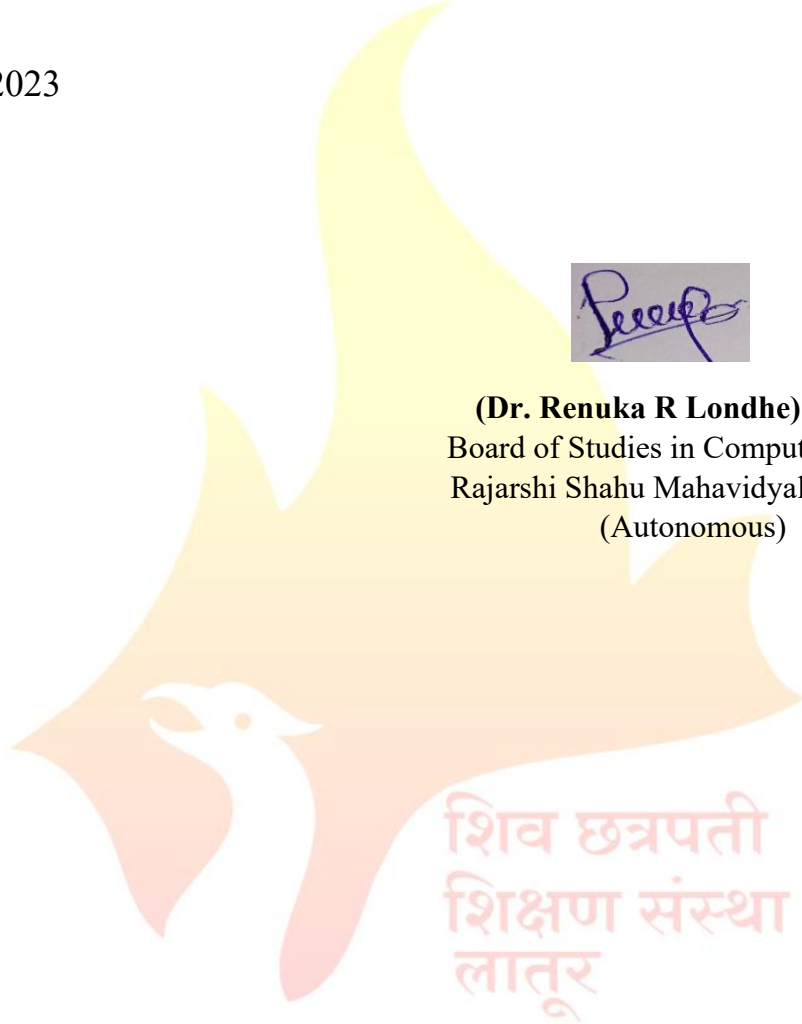 2023
(Dr. Renuka R Londhe)
Board of Studies in Comput
Rajarshi Shahu Mahavidyal
(Autonomous)
शिव छत्रपती
शिक्षण संस्था
लातूर